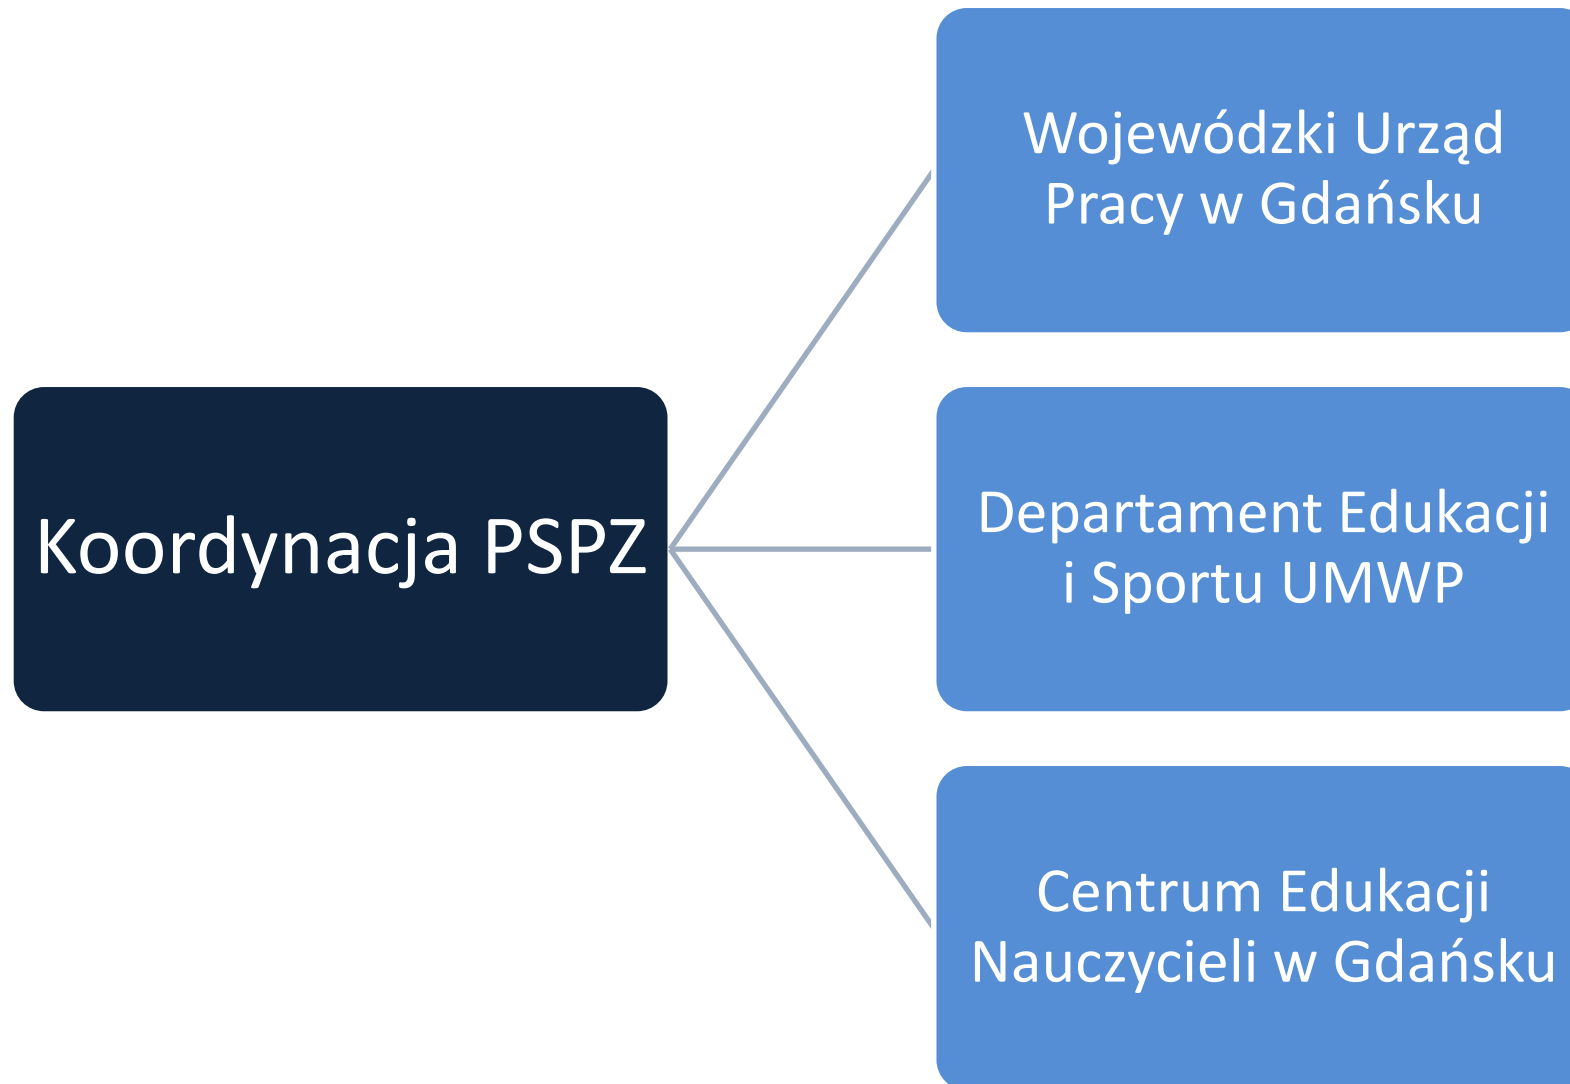 Koordynacja PSPZ
Wojewódzki Urząd
Pracy w Gdańsku
Departament Edukacji
i Sportu UMWP
Centrum Edukacji
Nauczycieli w Gdańsku